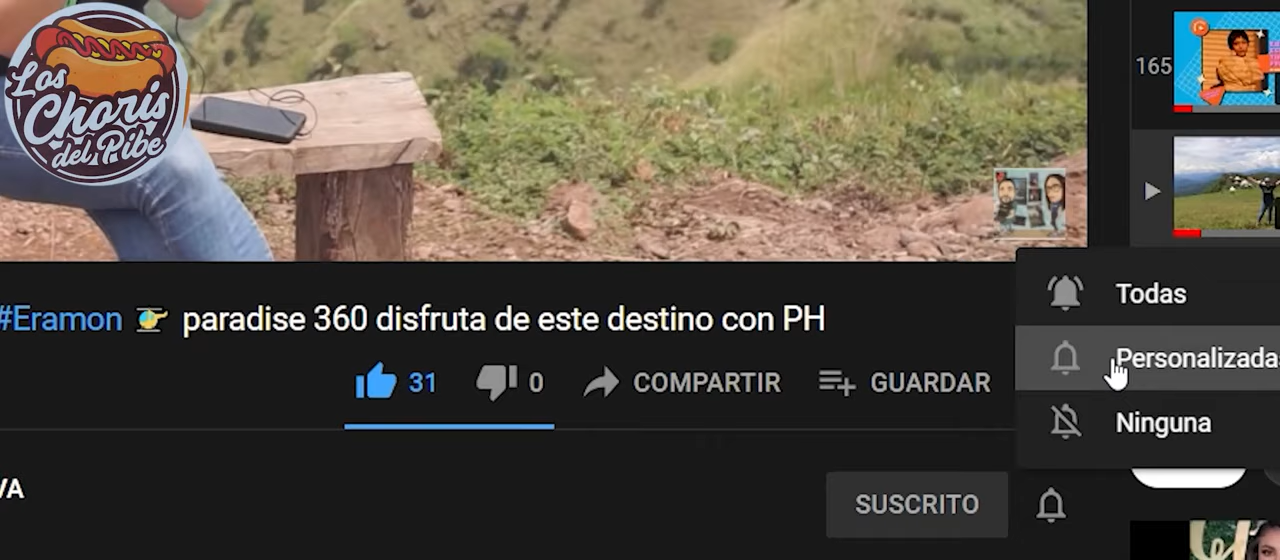 Los
Choris
del Pibe
165
Todas
#Eramon paradise 360 disfruta de este destino con PH
Personalizada
31
0
COMPARTIR
GUARDAR
Ninguna
VA
SUSCRITO